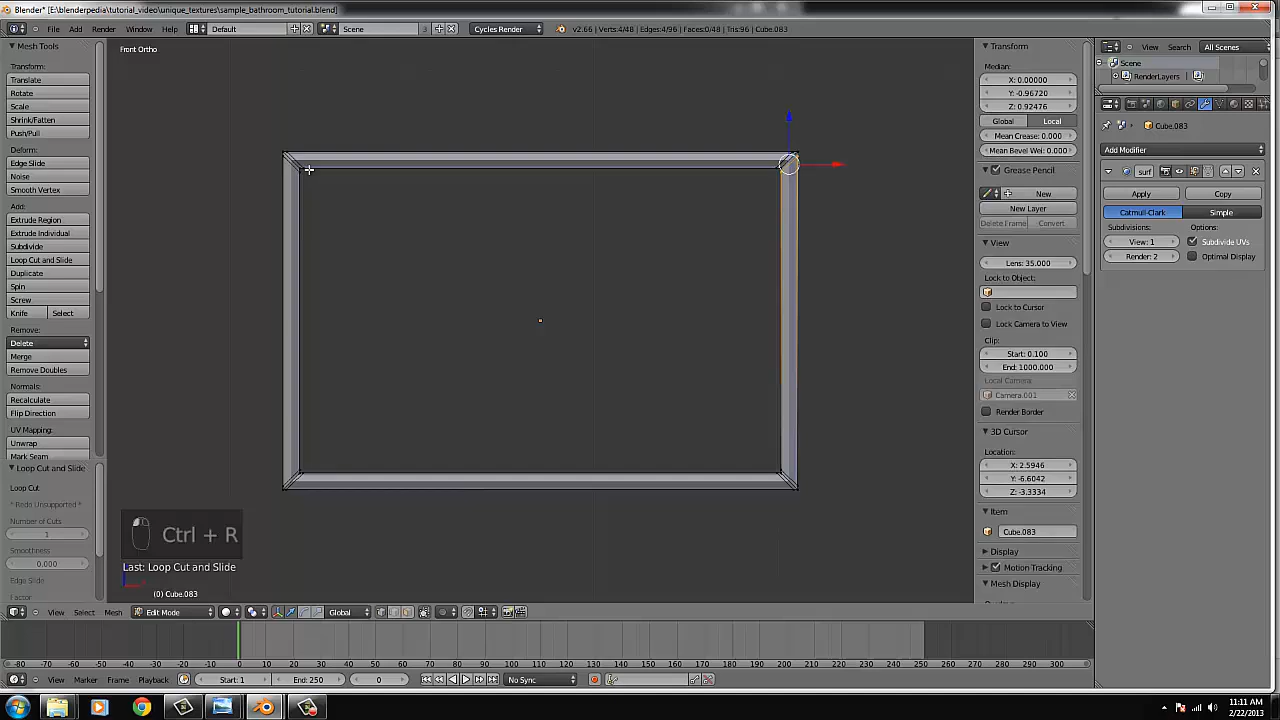 Blender* [E:\blenderpedia\tutorial_video\unique_textures\sample_bathroom_tutorial.blend]
File Add Render Window Help Default Scene 3 Cycles Render v2.66 | Verts:4/48 | Edges:4/96 | Faces:0/48 | Tris:96 | Cube.083
View Search All Scenes
Mesh Tools
Transform:
Translate
Rotate
Scale
Shrink/Fatten
Push/Pull
Deform:
Edge Slide
Noise
Smooth Vertex
Add:
Extrude Region
Extrude Individual
Subdivide
Loop Cut and Slide
Duplicate
Spin
Screw
Knife Select
Remove:
Delete
Merge
Remove Doubles
Normals:
Recalculate
Flip Direction
UV Mapping:
Unwrap
Mark Seam
Loop Cut and Slide
Loop Cut
* Redo Unsupported *
Number of Cuts
1
Smoothness
0.000
Edge Slide
Factor
Front Ortho
Ctrl + R
Last: Loop Cut and Slide
(0) Cube.083
Transform
Median:
X: 0.00000
Y: -0.96720
Z: 0.92476
Global Local
Mean Crease: 0.000
Mean Bevel Wei: 0.000
Grease Pencil
New
New Layer
Delete Frame Convert
View
Lens: 35.000
Lock to Object:
Lock to Cursor
Lock Camera to View
Clip:
Start: 0.100
End: 1000.000
Local Camera:
Camera.001
Render Border
3D Cursor
Location:
X: 2.5946
Y: -6.6042
Z: -3.3334
Item
Cube.083
Display
Motion Tracking
Mesh Display
Scene
RenderLayers
Cube.083
Add Modifier
surf
Apply Copy
Catmull-Clark Simple
Subdivisions: Options:
View: 1 Subdivide UVs
Render: 2 Optimal Display
View Select Mesh Edit Mode Global
-80 -70 -60 -50 -40 -30 -20 -10 0 10 20 30 40 50 60 70 80 90 100 110 120 130 140 150 160 170 180 190 200 210 220 230 240 250 260 270 280 290 300
View Marker Frame Playback Start: 1 End: 250 0 No Sync
11:11 AM
2/22/2013